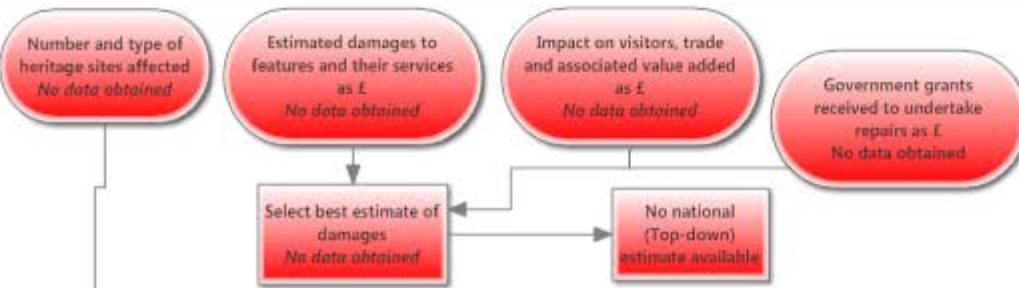 Number and type of
heritage sites affected
No data obtained
Estimated damages to
features and their services
as £
No data obtained
Impact on visitors, trade
and associated value added
as £
No data obtained
Government grants
received to undertake
repairs as £
No data obtained
Select best estimate of
damages
No data obtained
No national
(Top-down)
estimate available